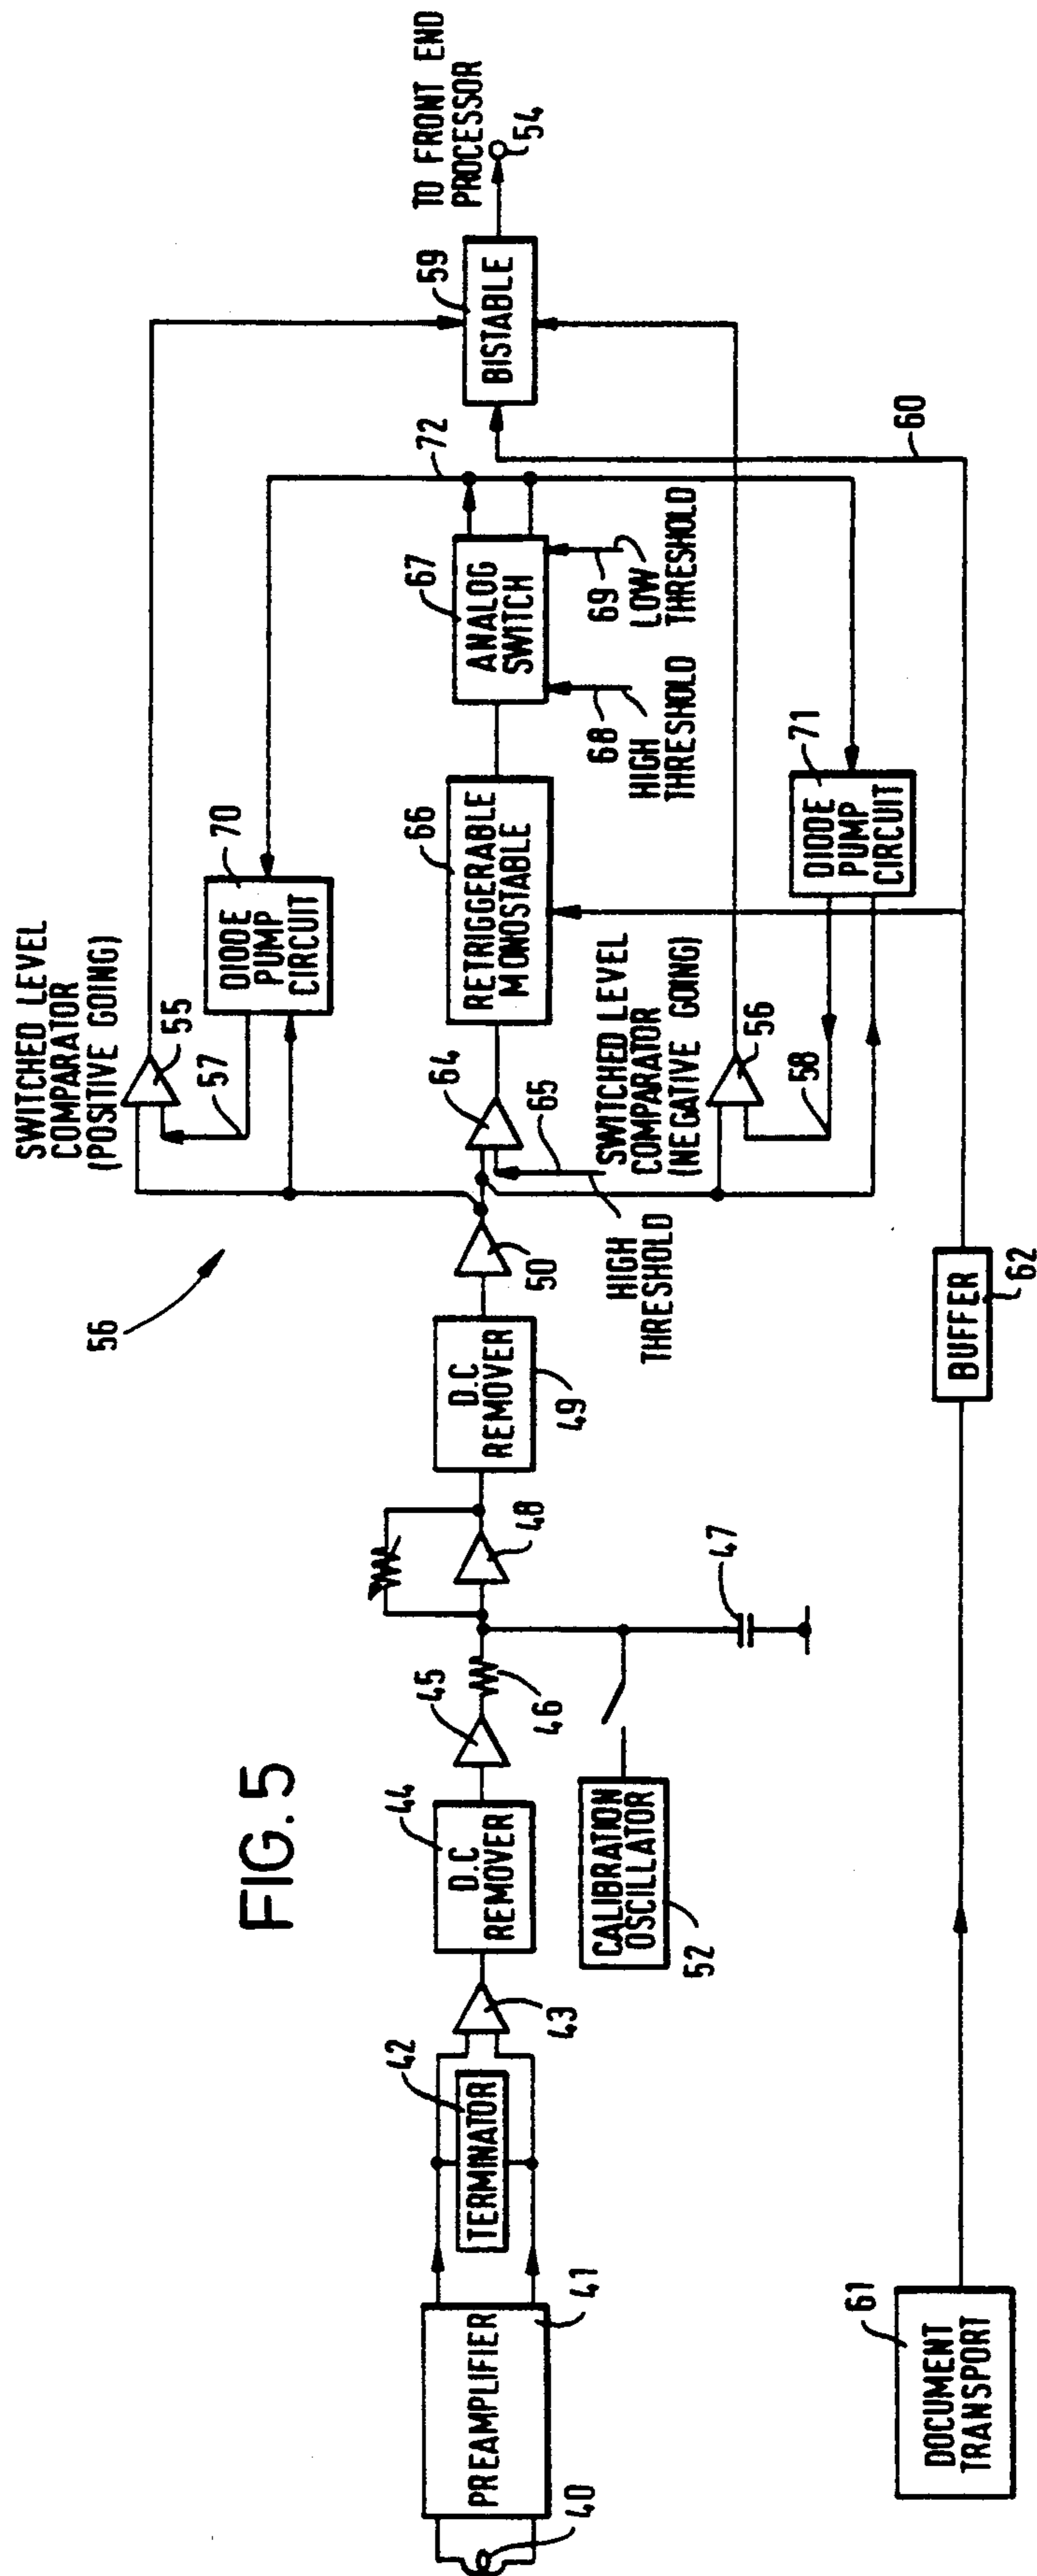 FIG. 5
40
PREAMPLIFIER
41
TERMINATOR
42
43
D.C
REMOVER
44
45
46
CALIBRATION
OSCILLATOR
52
47
48
D.C
REMOVER
49
50
56
SWITCHED LEVEL
COMPARATOR
(POSITIVE GOING)
55
57
DIODE
PUMP
CIRCUIT
70
64
65
HIGH
THRESHOLD
RETRIGGERABLE
MONOSTABLE
66
ANALOG
SWITCH
67
68
HIGH
THRESHOLD
69
LOW
THRESHOLD
72
SWITCHED LEVEL
COMPARATOR
(NEGATIVE GOING)
56
58
DIODE
PUMP
CIRCUIT
71
BISTABLE
59
60
TO FRONT END
PROCESSOR
54
DOCUMENT
TRANSPORT
61
BUFFER
62